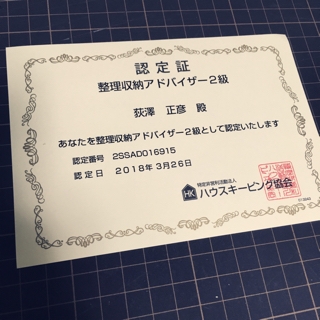 認定証
整理収納アドバイザー2級
荻澤 正彦 殿
あなたを整理収納アドバイザー2級として認定いたします
認定番号 2SSAD016915
認定日 2018年3月26日
特定非営利活動法人
HK ハウスキーピング協会